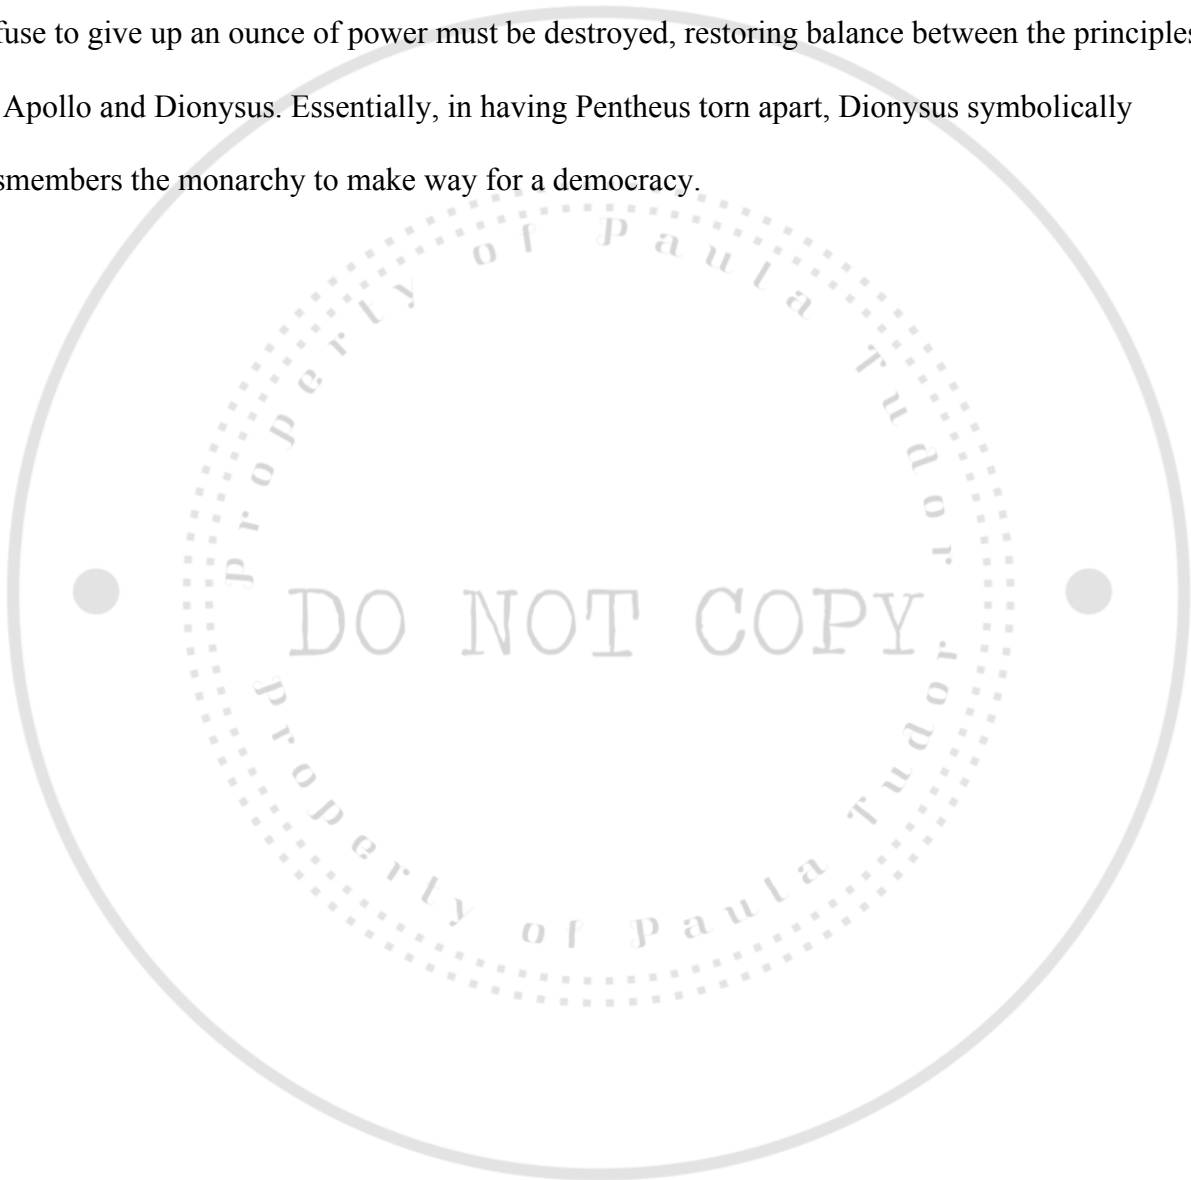 fuse to give up an ounce of power must be destroyed, restoring balance between the principles
Apollo and Dionysus. Essentially, in having Pentheus torn apart, Dionysus symbolically
smembers the monarchy to make way for a democracy.
Property of Paula Tudor
DO NOT COPY
Property of Paula Tudor